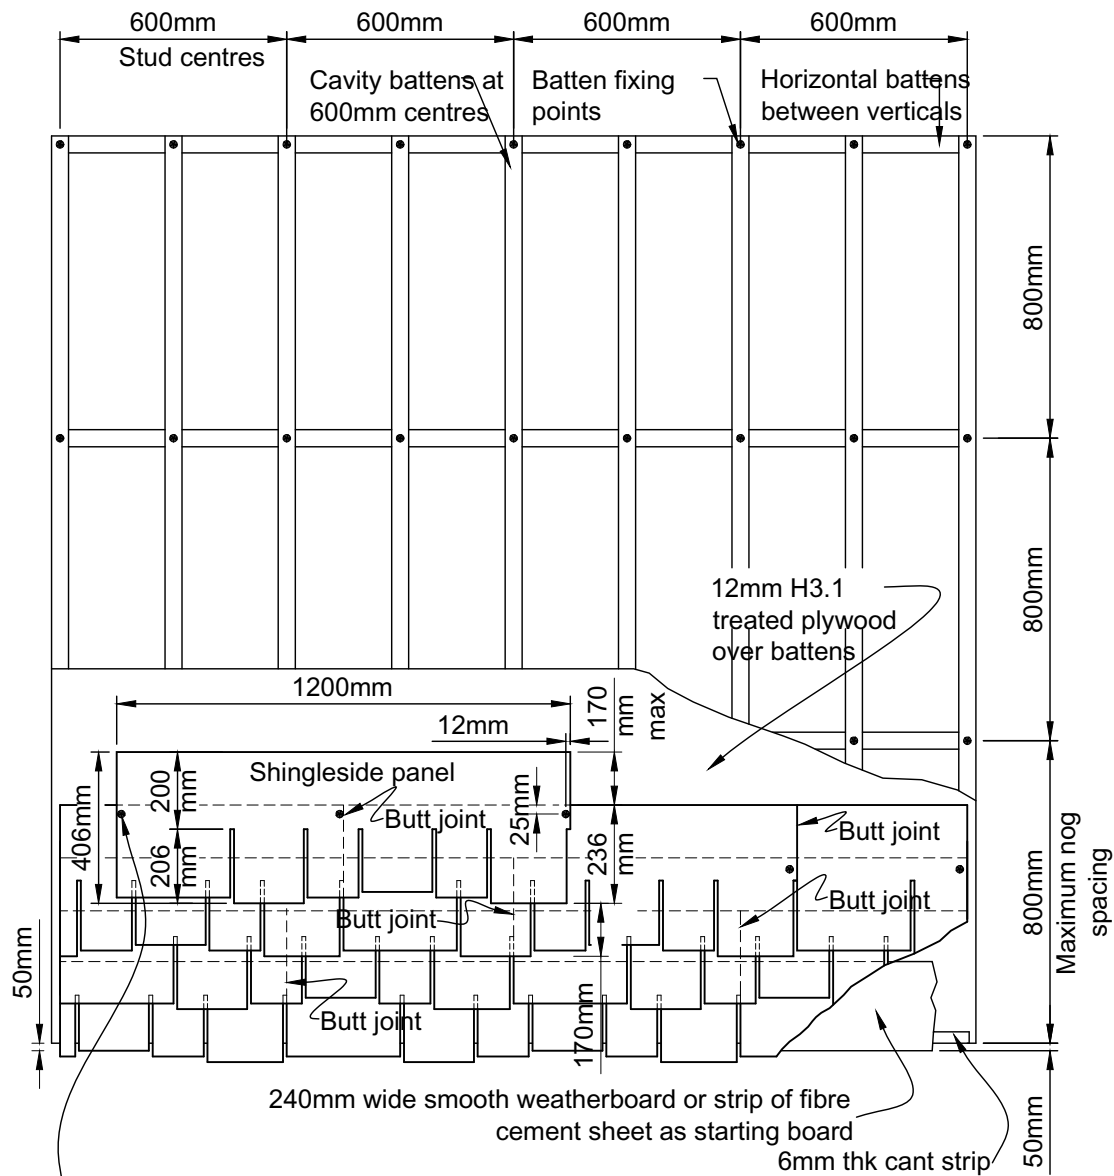 600mm
600mm
600mm
600mm
Stud centres
Cavity battens at
600mm centres
Batten fixing
points
Horizontal battens
between verticals
800mm
800mm
12mm H3.1
treated plywood
over battens
1200mm
12mm
170
mm
max
Shingleside panel
200
mm
406mm
206
mm
25mm
Butt joint
236
mm
Butt joint
Butt joint
Butt joint
800mm
Maximum nog
spacing
50mm
Butt joint
170mm
240mm wide smooth weatherboard or strip of fibre
cement sheet as starting board
6mm thk cant strip
50mm